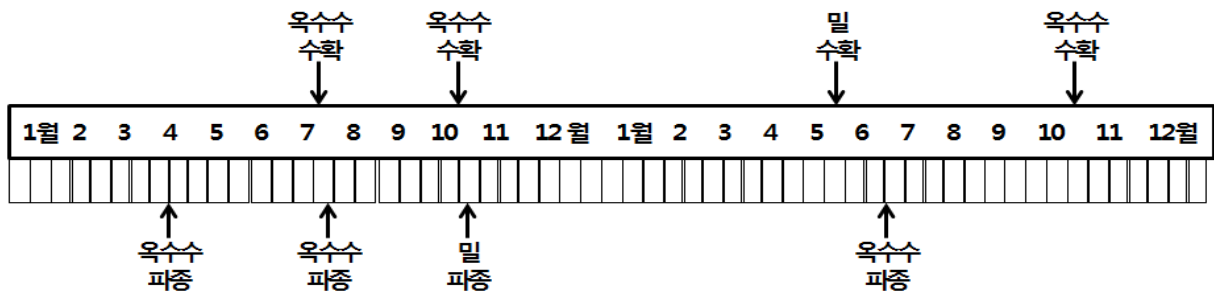 옥수수 옥수수 밀 옥수수
수확 수확 수확 수확
1월 2 3 4 5 6 7 8 9 10 11 12월 1월 2 3 4 5 6 7 8 9 10 11 12월
옥수수 옥수수 밀 옥수수
파종 파종 파종 파종